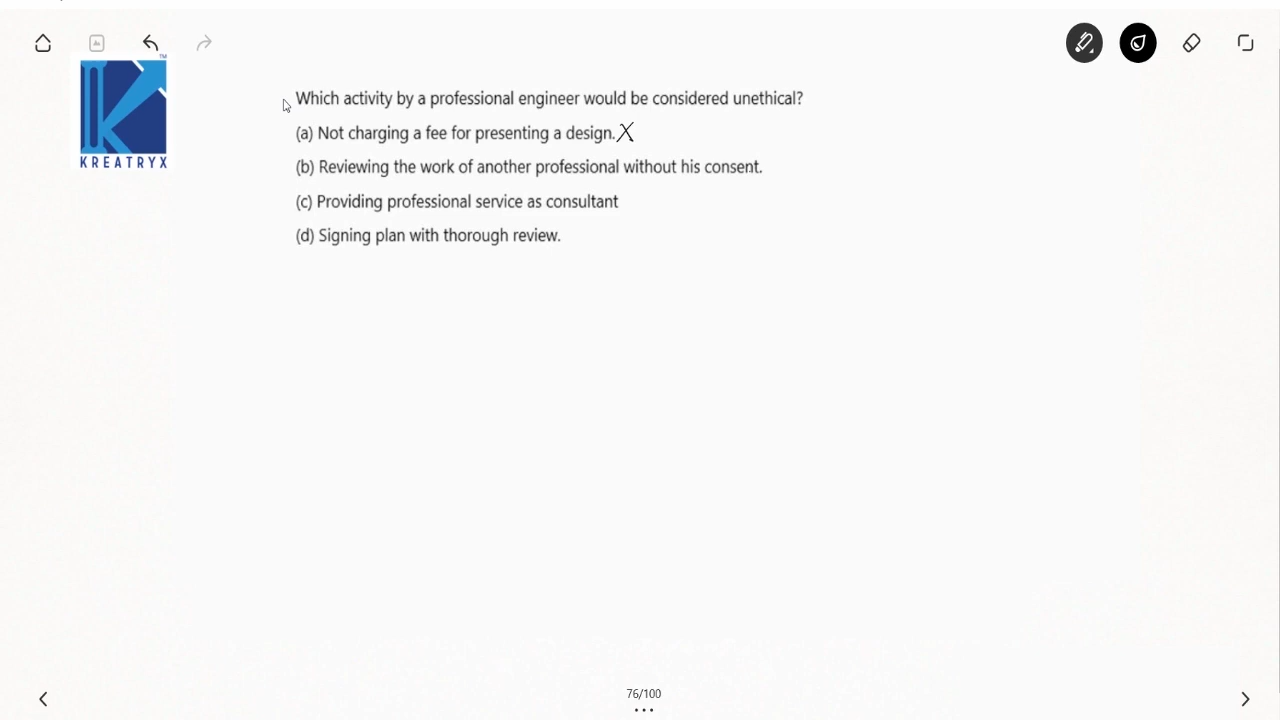 TM
KREATRYX
Which activity by a professional engineer would be considered unethical?
(a) Not charging a fee for presenting a design. X
(b) Reviewing the work of another professional without his consent.
(c) Providing professional service as consultant
(d) Signing plan with thorough review.
76/100